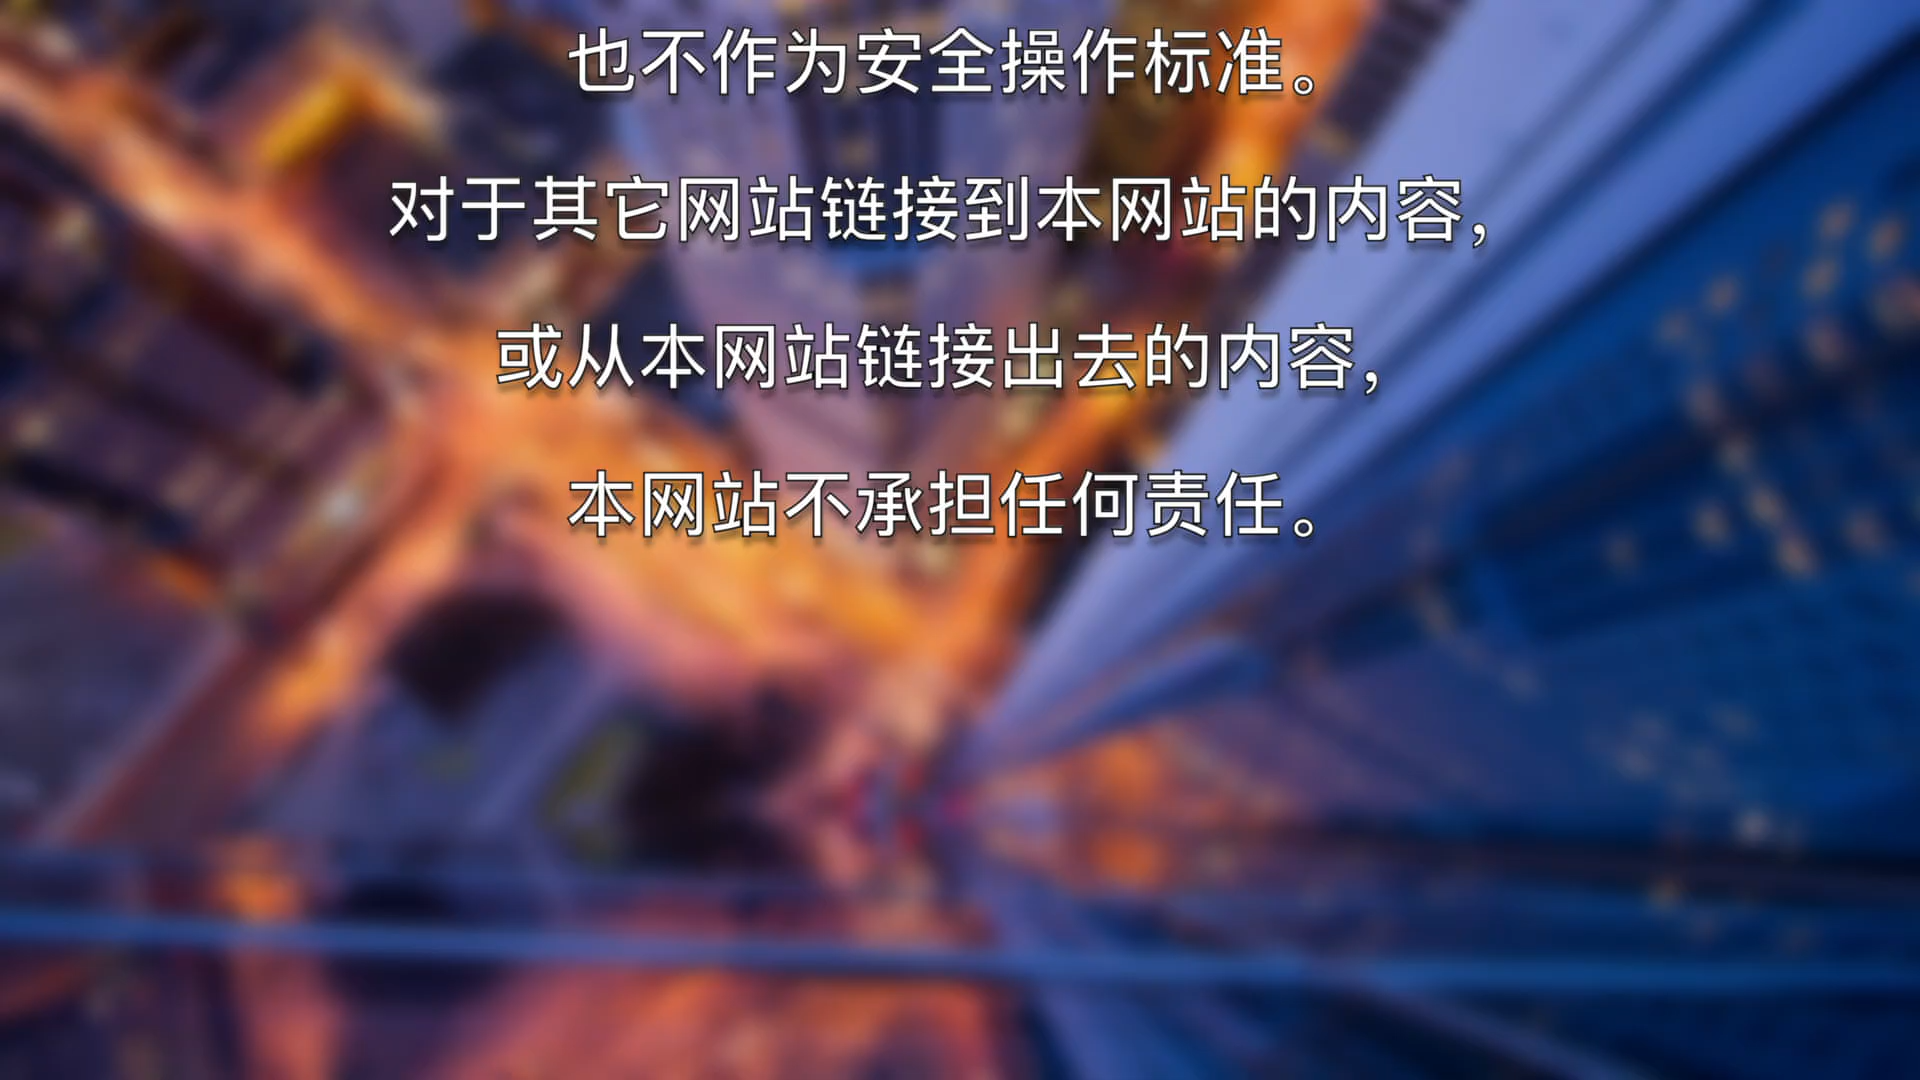 也不作为安全操作标准。
对于其它网站链接到本网站的内容，
或从本网站链接出去的内容，
本网站不承担任何责任。